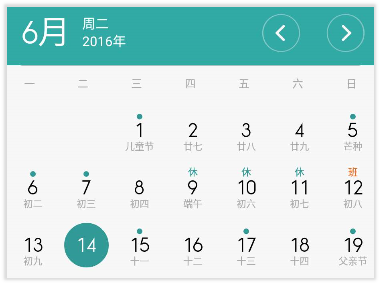 6月 周二
2016年
一 二 三 四 五 六 日
1 2 3 4 5
儿童节 廿七 廿八 廿九 芒种
休 休 休 班
6 7 8 9 10 11 12
初二 初三 初四 端午 初六 初七 初八
13 14 15 16 17 18 19
初九 十一 十二 十三 十四 父亲节